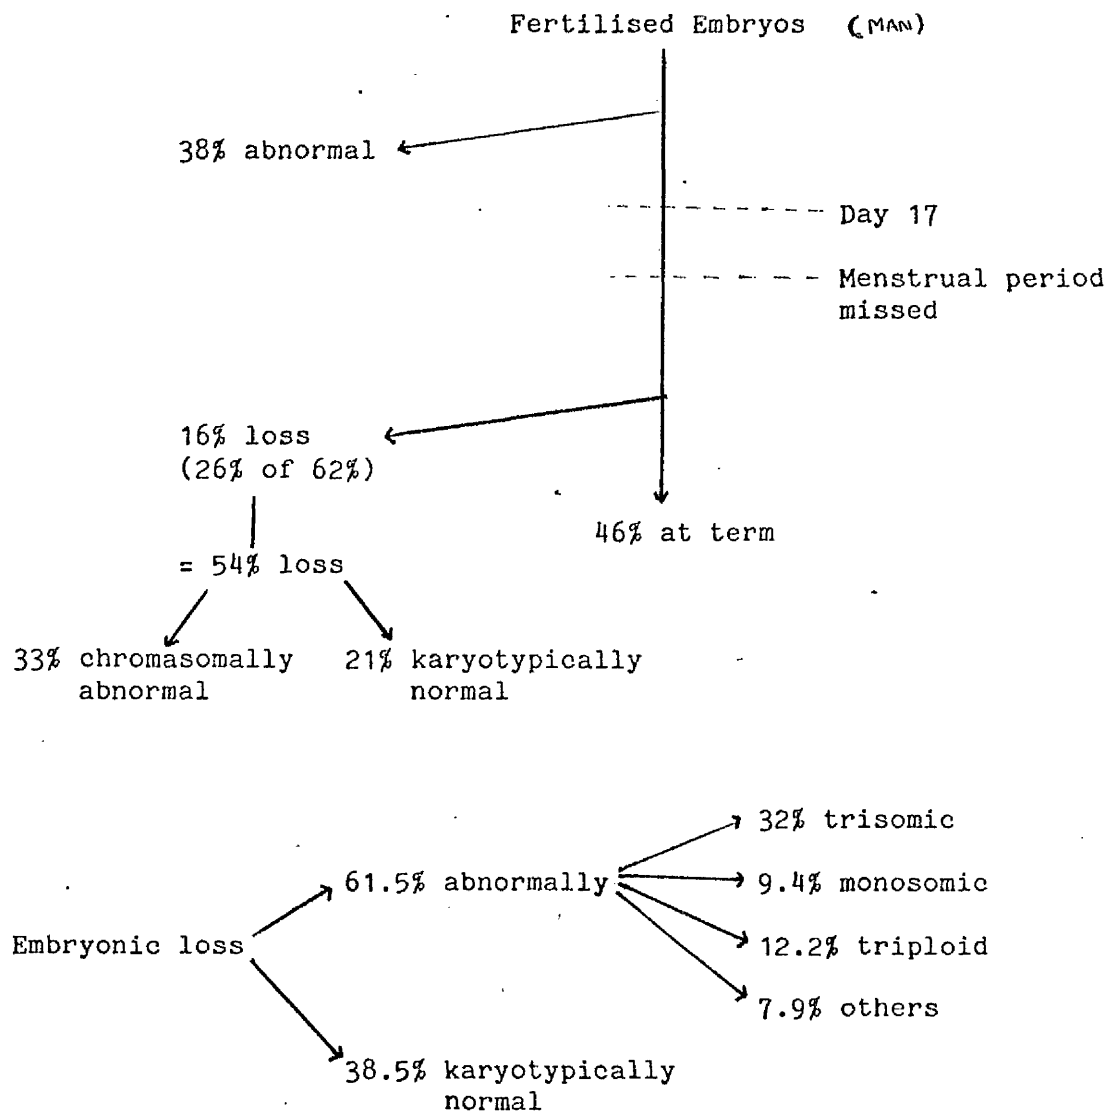 Fertilised Embryos (MAN)
38% abnormal
Day 17
Menstrual period
missed
16% loss
(26% of 62%)
46% at term
= 54% loss
33% chromasomally
abnormal
21% karyotypically
normal
32% trisomic
61.5% abnormally
9.4% monosomic
Embryonic loss
12.2% triploid
7.9% others
38.5% karyotypically
normal